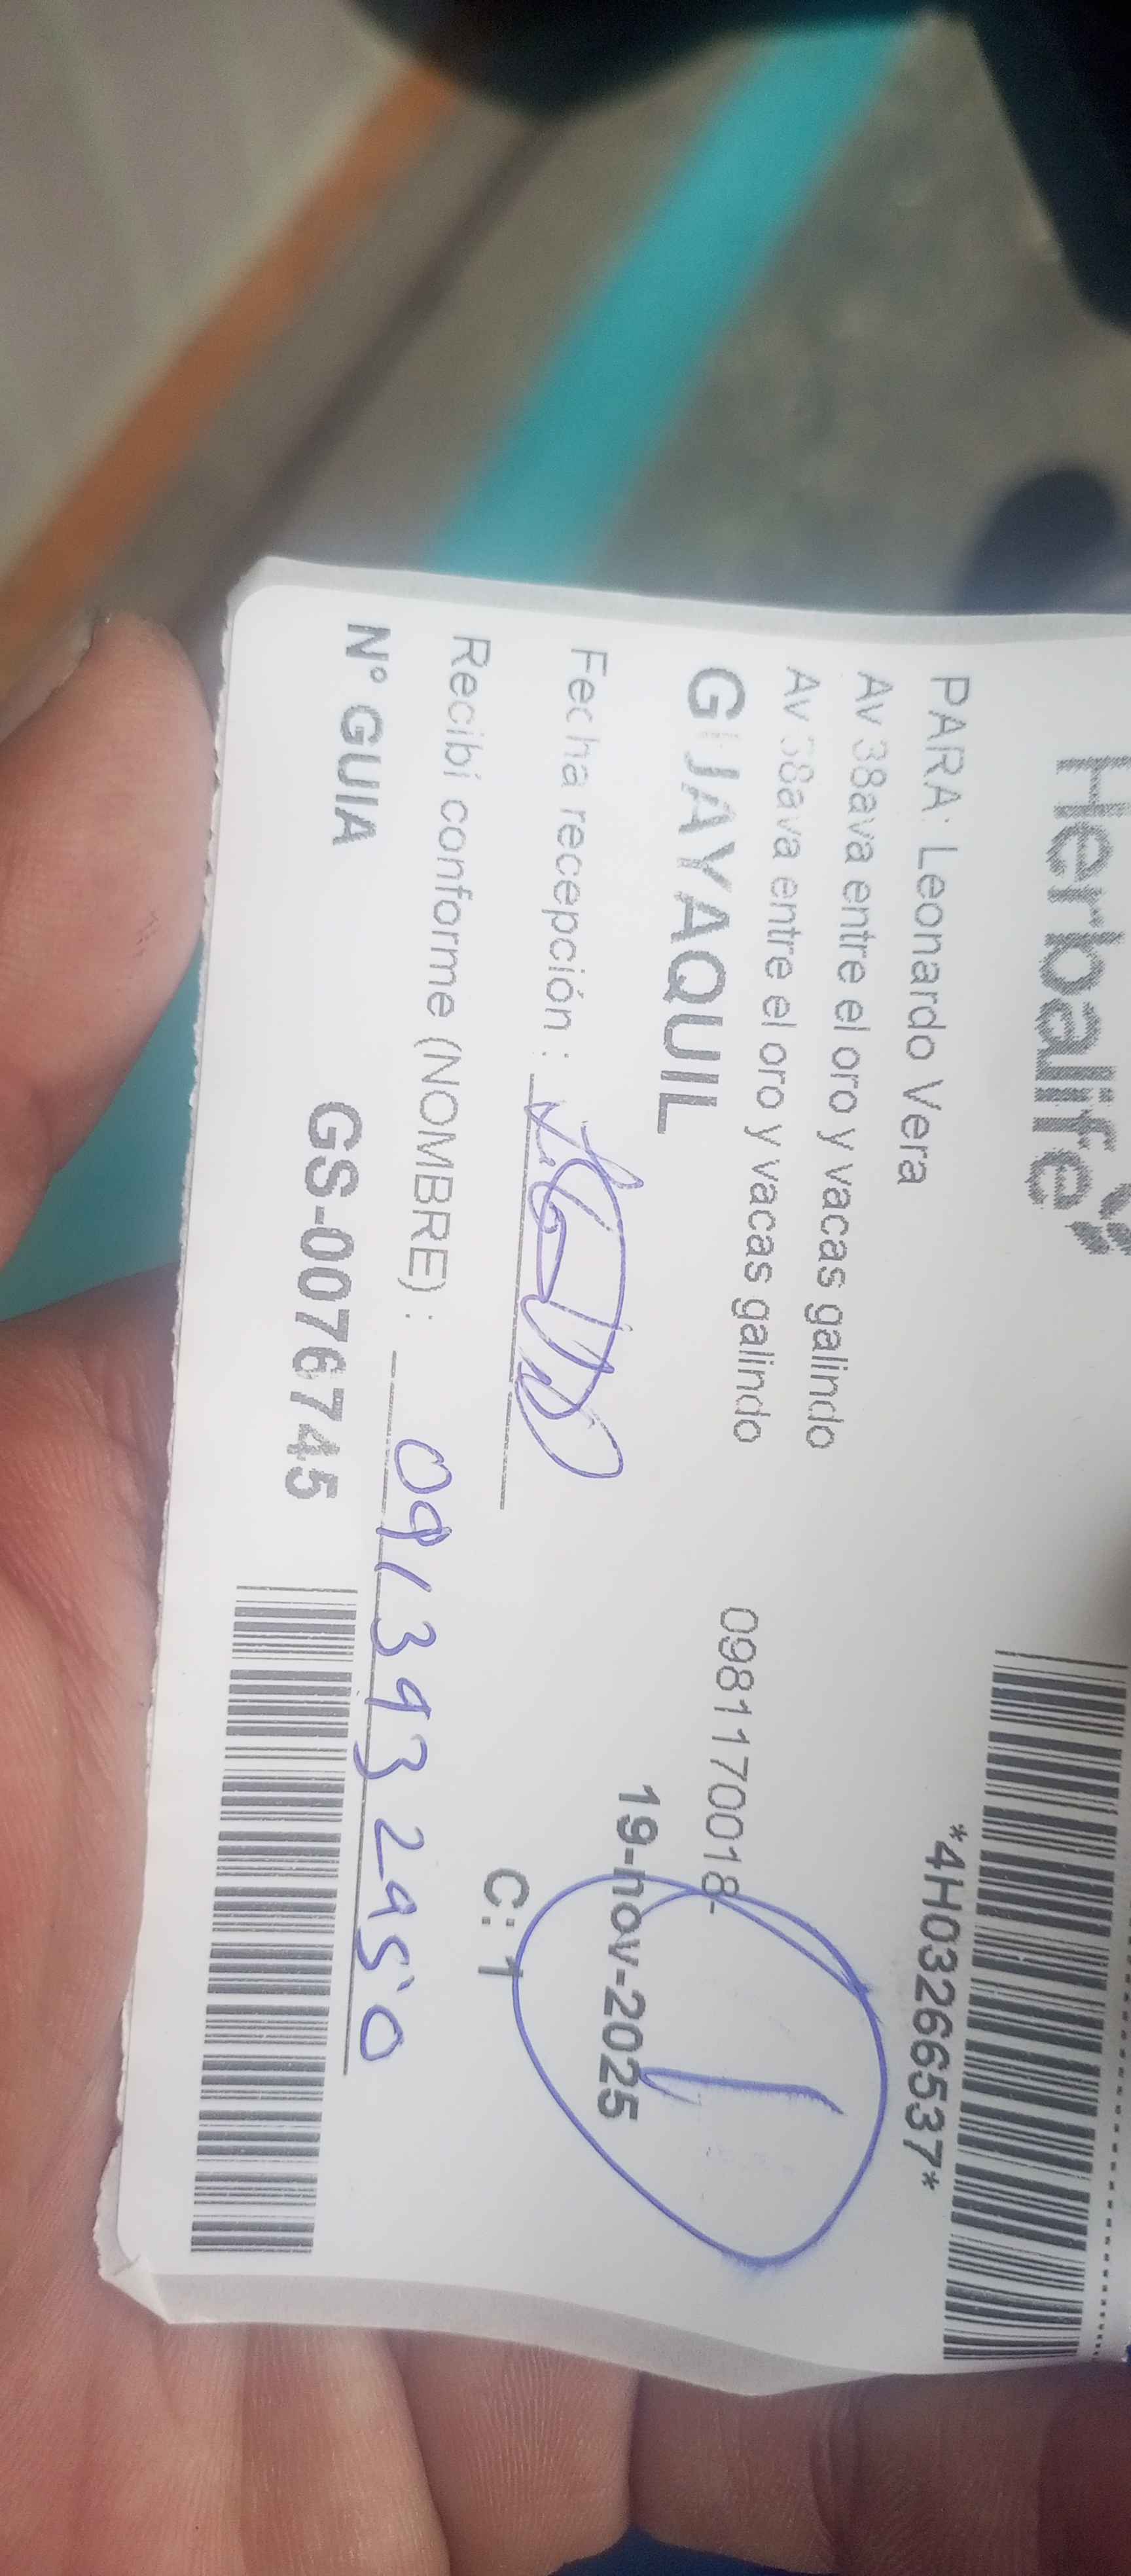 Herbalife
*4H03266537*
PARA: Leonardo Vera
Av 38ava entre el oro y vacas galindo
Av 38ava entre el oro y vacas galindo
0981170018-
GUAYAQUIL
19-nov-2025
Fecha recepción :
C: 1
Recibí conforme (NOMBRE) : 0913932950
N° GUIA GS-0076745